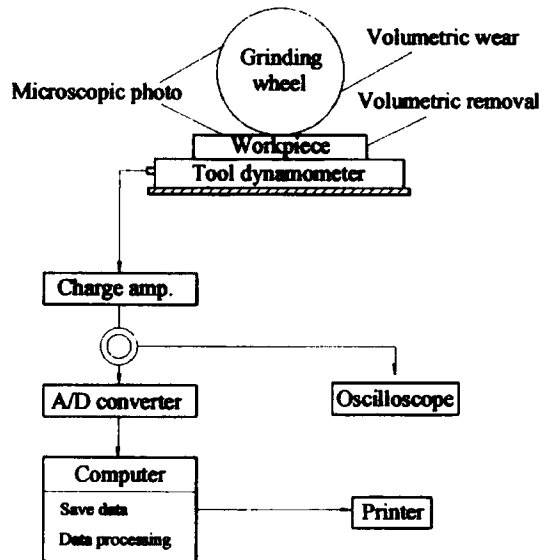 Grinding
wheel
Volumetric wear
Microscopic photo
Volumetric removal
Workpiece
Tool dynamometer
Charge amp.
A/D converter
Oscilloscope
Computer
Save data
Data processing
Printer